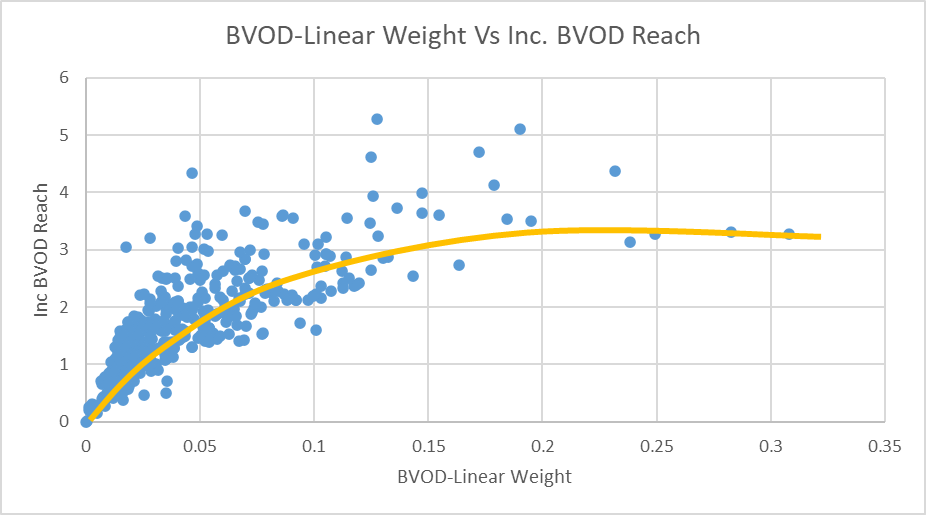 BVOD-Linear Weight Vs Inc. BVOD Reach
6
5
4
3
2
1
0
Inc BVOD Reach
0 0.05 0.1 0.15 0.2 0.25 0.3 0.35
BVOD-Linear Weight